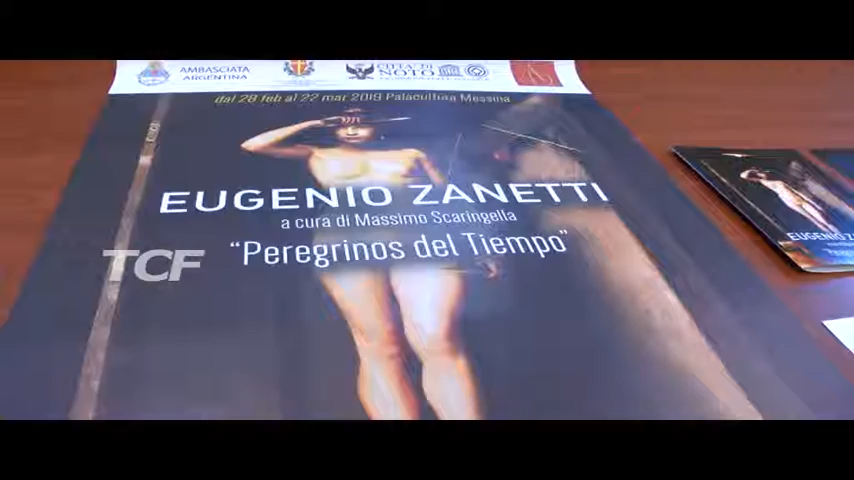 AMBASCIATA
ARGENTINA
CITTÀ DI
NOTO
dal 28 feb al 22 mar 2019 Palacultura Messina
EUGENIO ZANETTI
a cura di Massimo Scaringella
"Peregrinos del Tiempo"
TCF